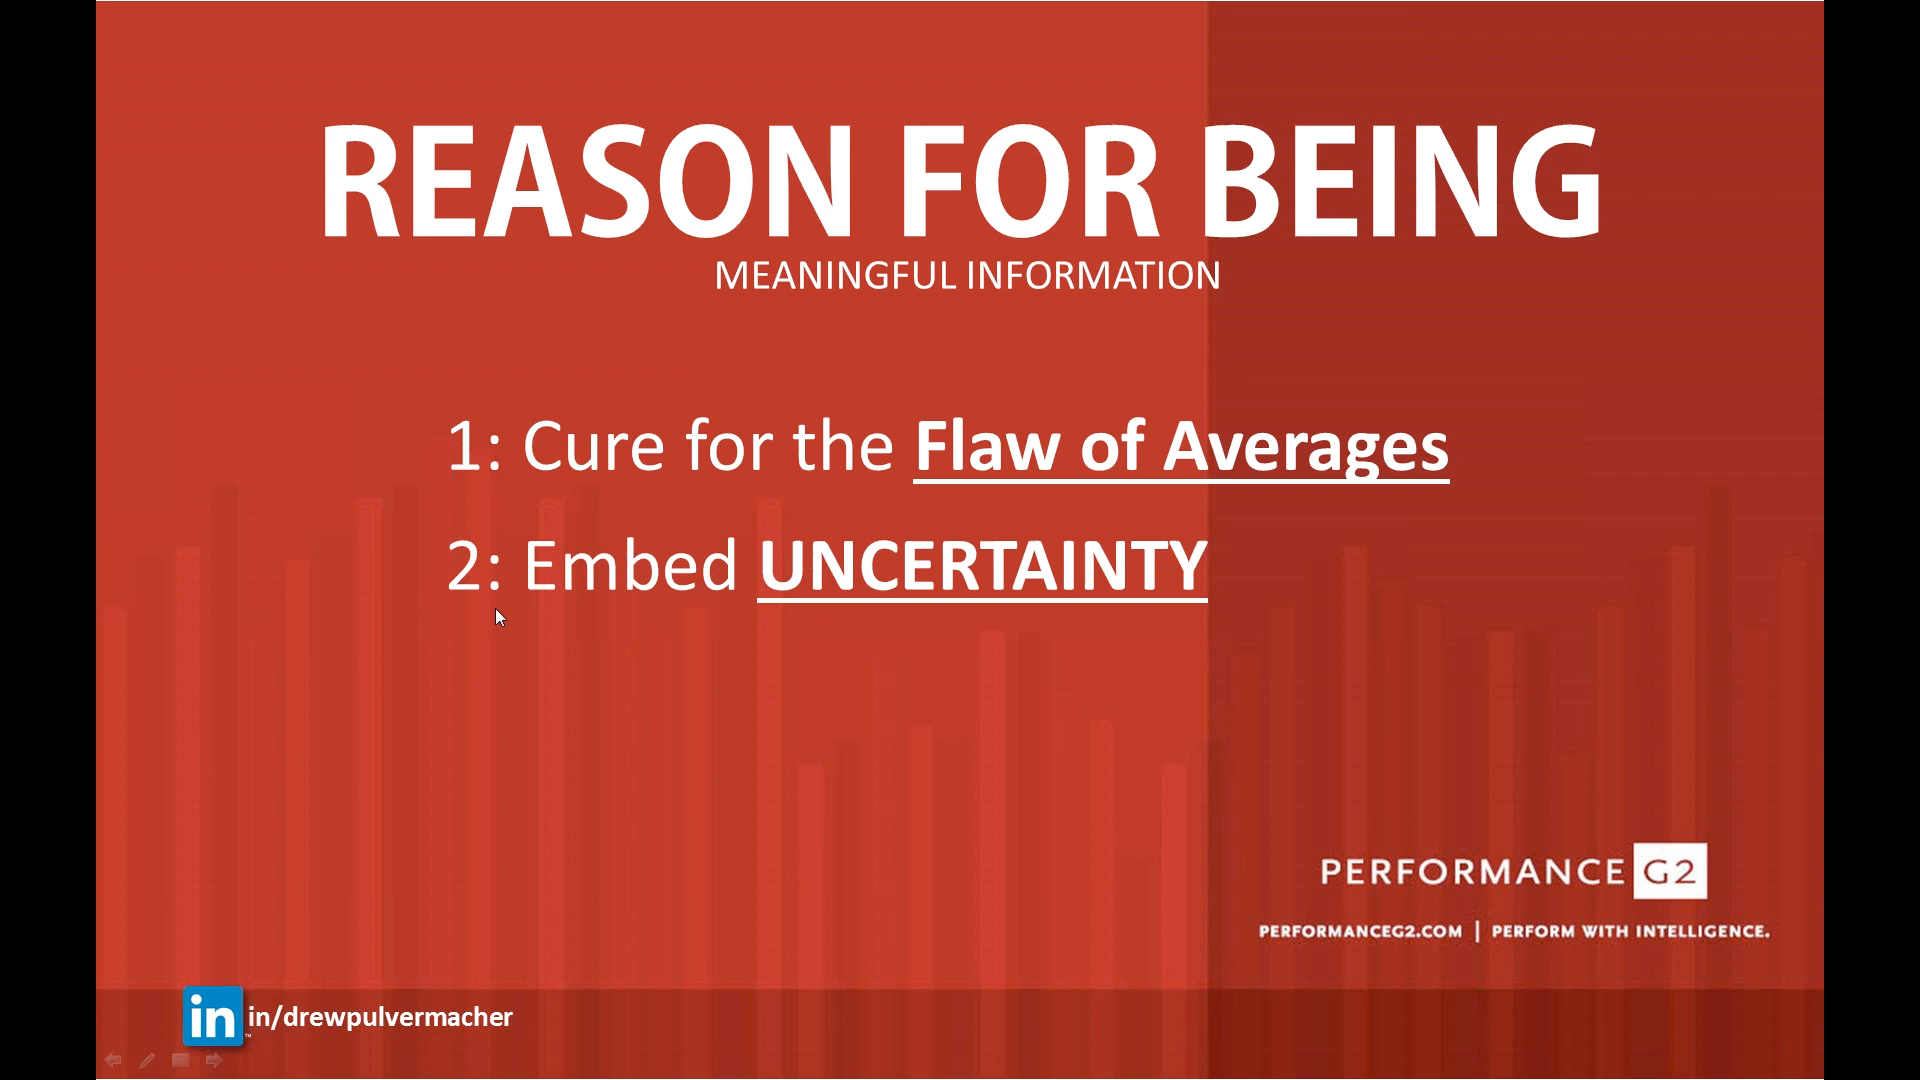 REASON FOR BEING
MEANINGFUL INFORMATION
1: Cure for the Flaw of Averages
2: Embed UNCERTAINTY
PERFORMANCE G2
PERFORMANCEG2.COM | PERFORM WITH INTELLIGENCE.
in in/drewpulvermacher